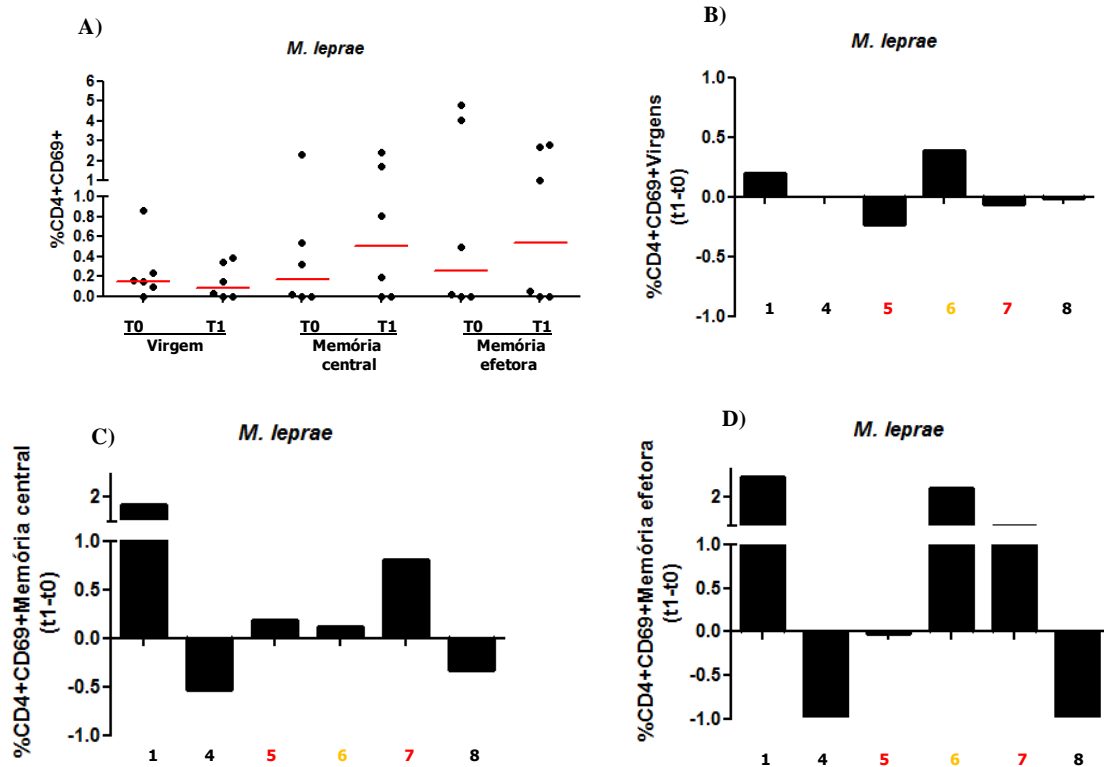 A)
M. leprae
%CD4+CD69+
6
5
4
3
2
1
1.0
0.8
0.6
0.4
0.2
0.0
T0 T1 T0 T1 T0 T1
Virgem Memória Memória
central efetora
B)
M. leprae
%CD4+CD69+Virgens
(t1-t0)
1.0
0.5
0.0
-0.5
-1.0
1 4 5 6 7 8
C)
M. leprae
%CD4+CD69+Memória central
(t1-t0)
2
1.0
0.5
0.0
-0.5
-1.0
1 4 5 6 7 8
D)
M. leprae
%CD4+CD69+Memória efetora
(t1-t0)
2
1.0
0.5
0.0
-0.5
-1.0
1 4 5 6 7 8